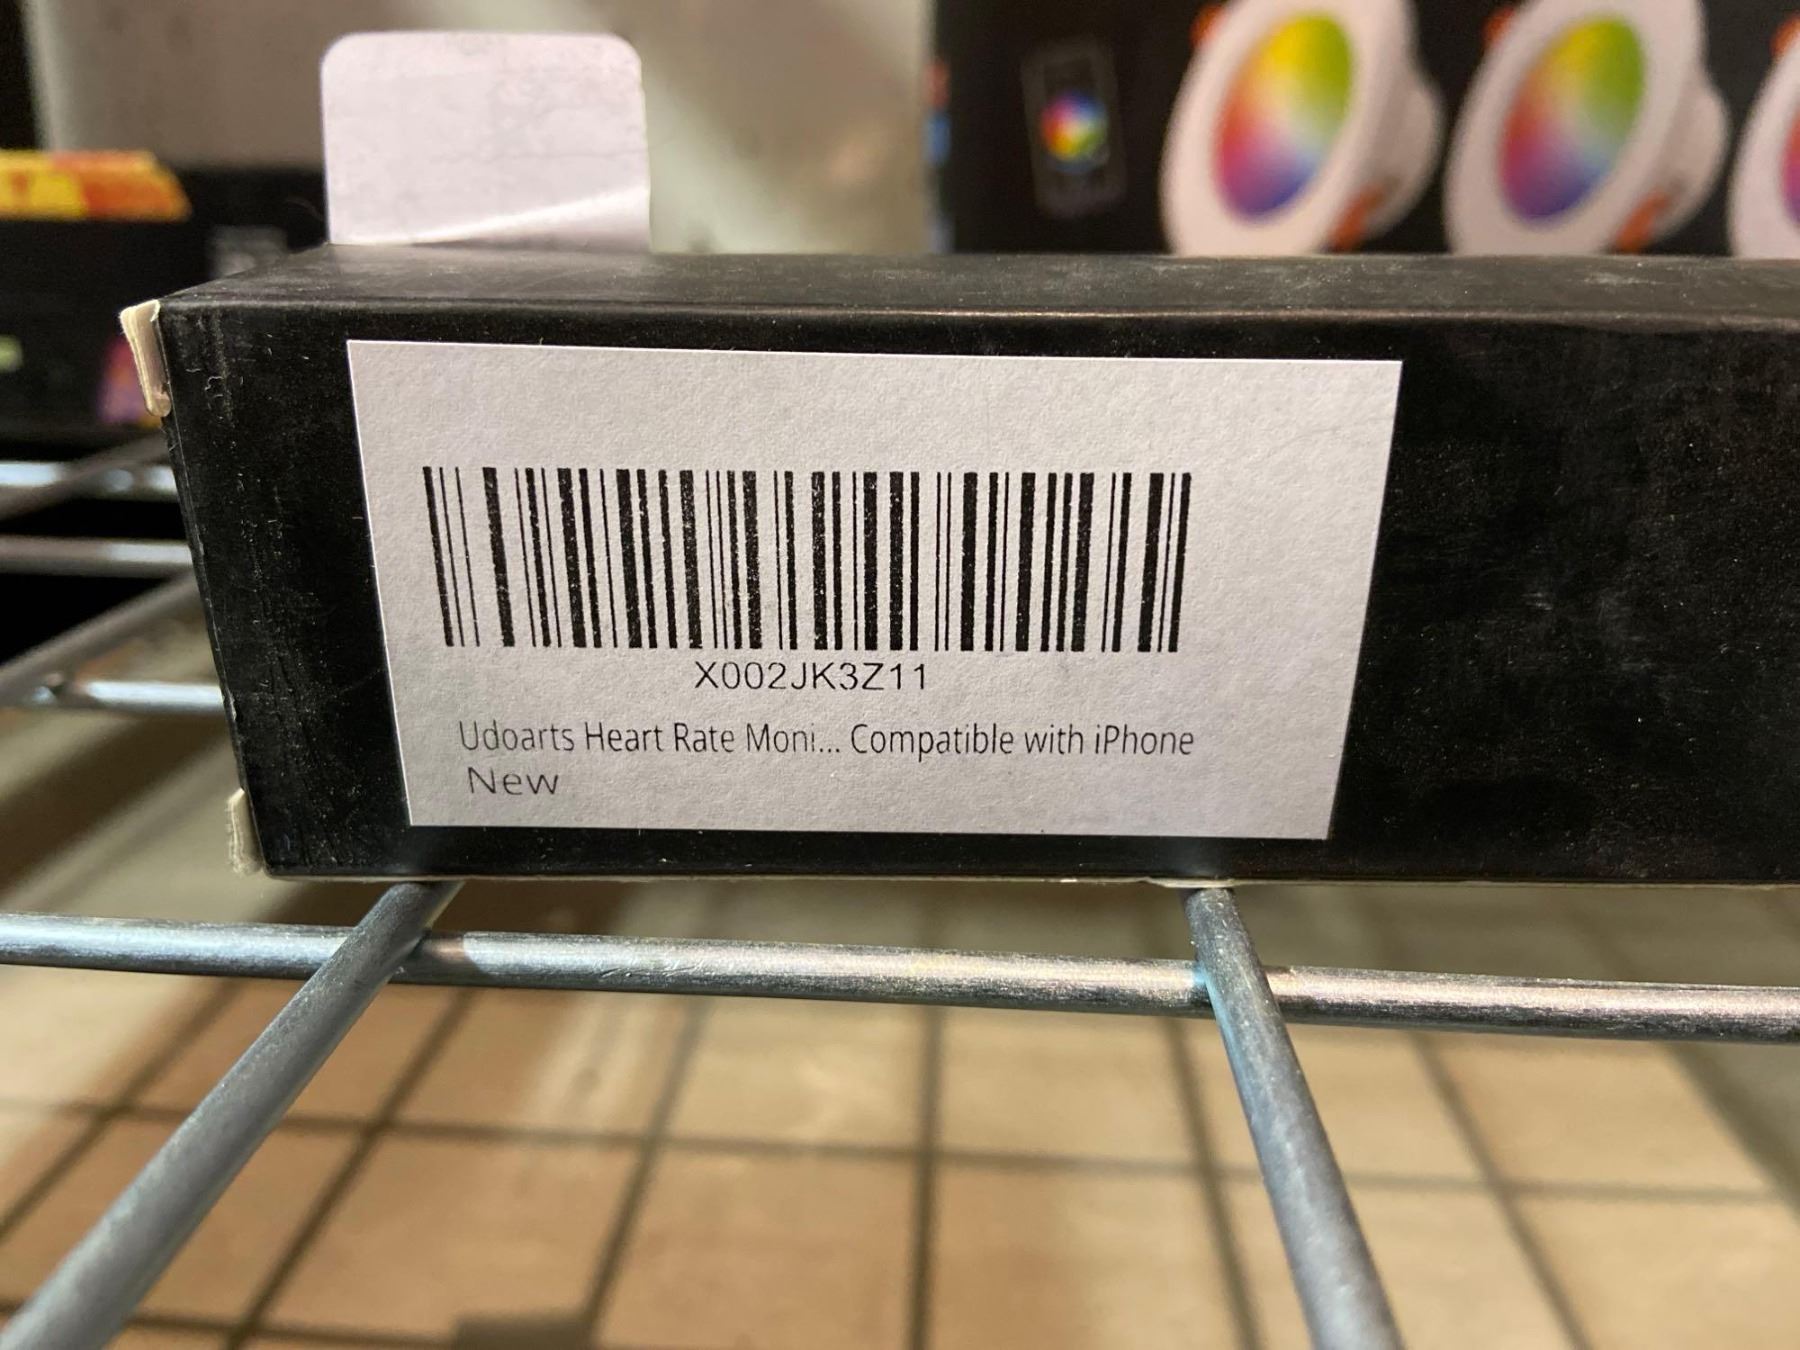 X002JK3Z11
Udoarts Heart Rate Moni... Compatible with iPhone
New